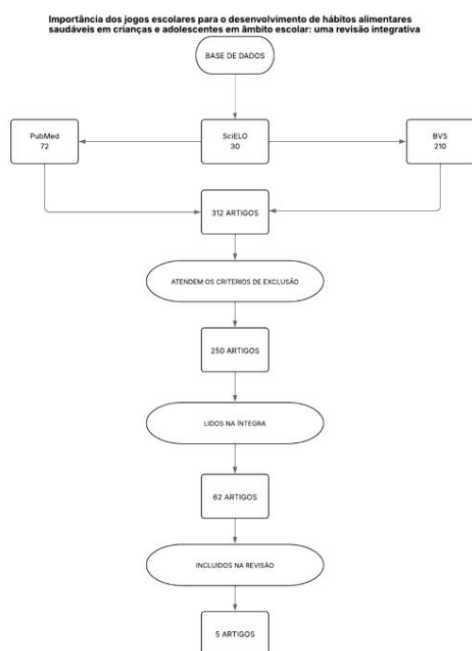 Importância dos jogos escolares para o desenvolvimento de hábitos alimentares
saudáveis em crianças e adolescentes em âmbito escolar: uma revisão integrativa
BASE DE DADOS
PubMed
72
SciELO
30
BVS
210
312 ARTIGOS
ATENDEM OS CRITERIOS DE EXCLUSÃO
250 ARTIGOS
LIDOS NA ÍNTEGRA
62 ARTIGOS
INCLUIDOS NA REVISÃO
5 ARTIGOS